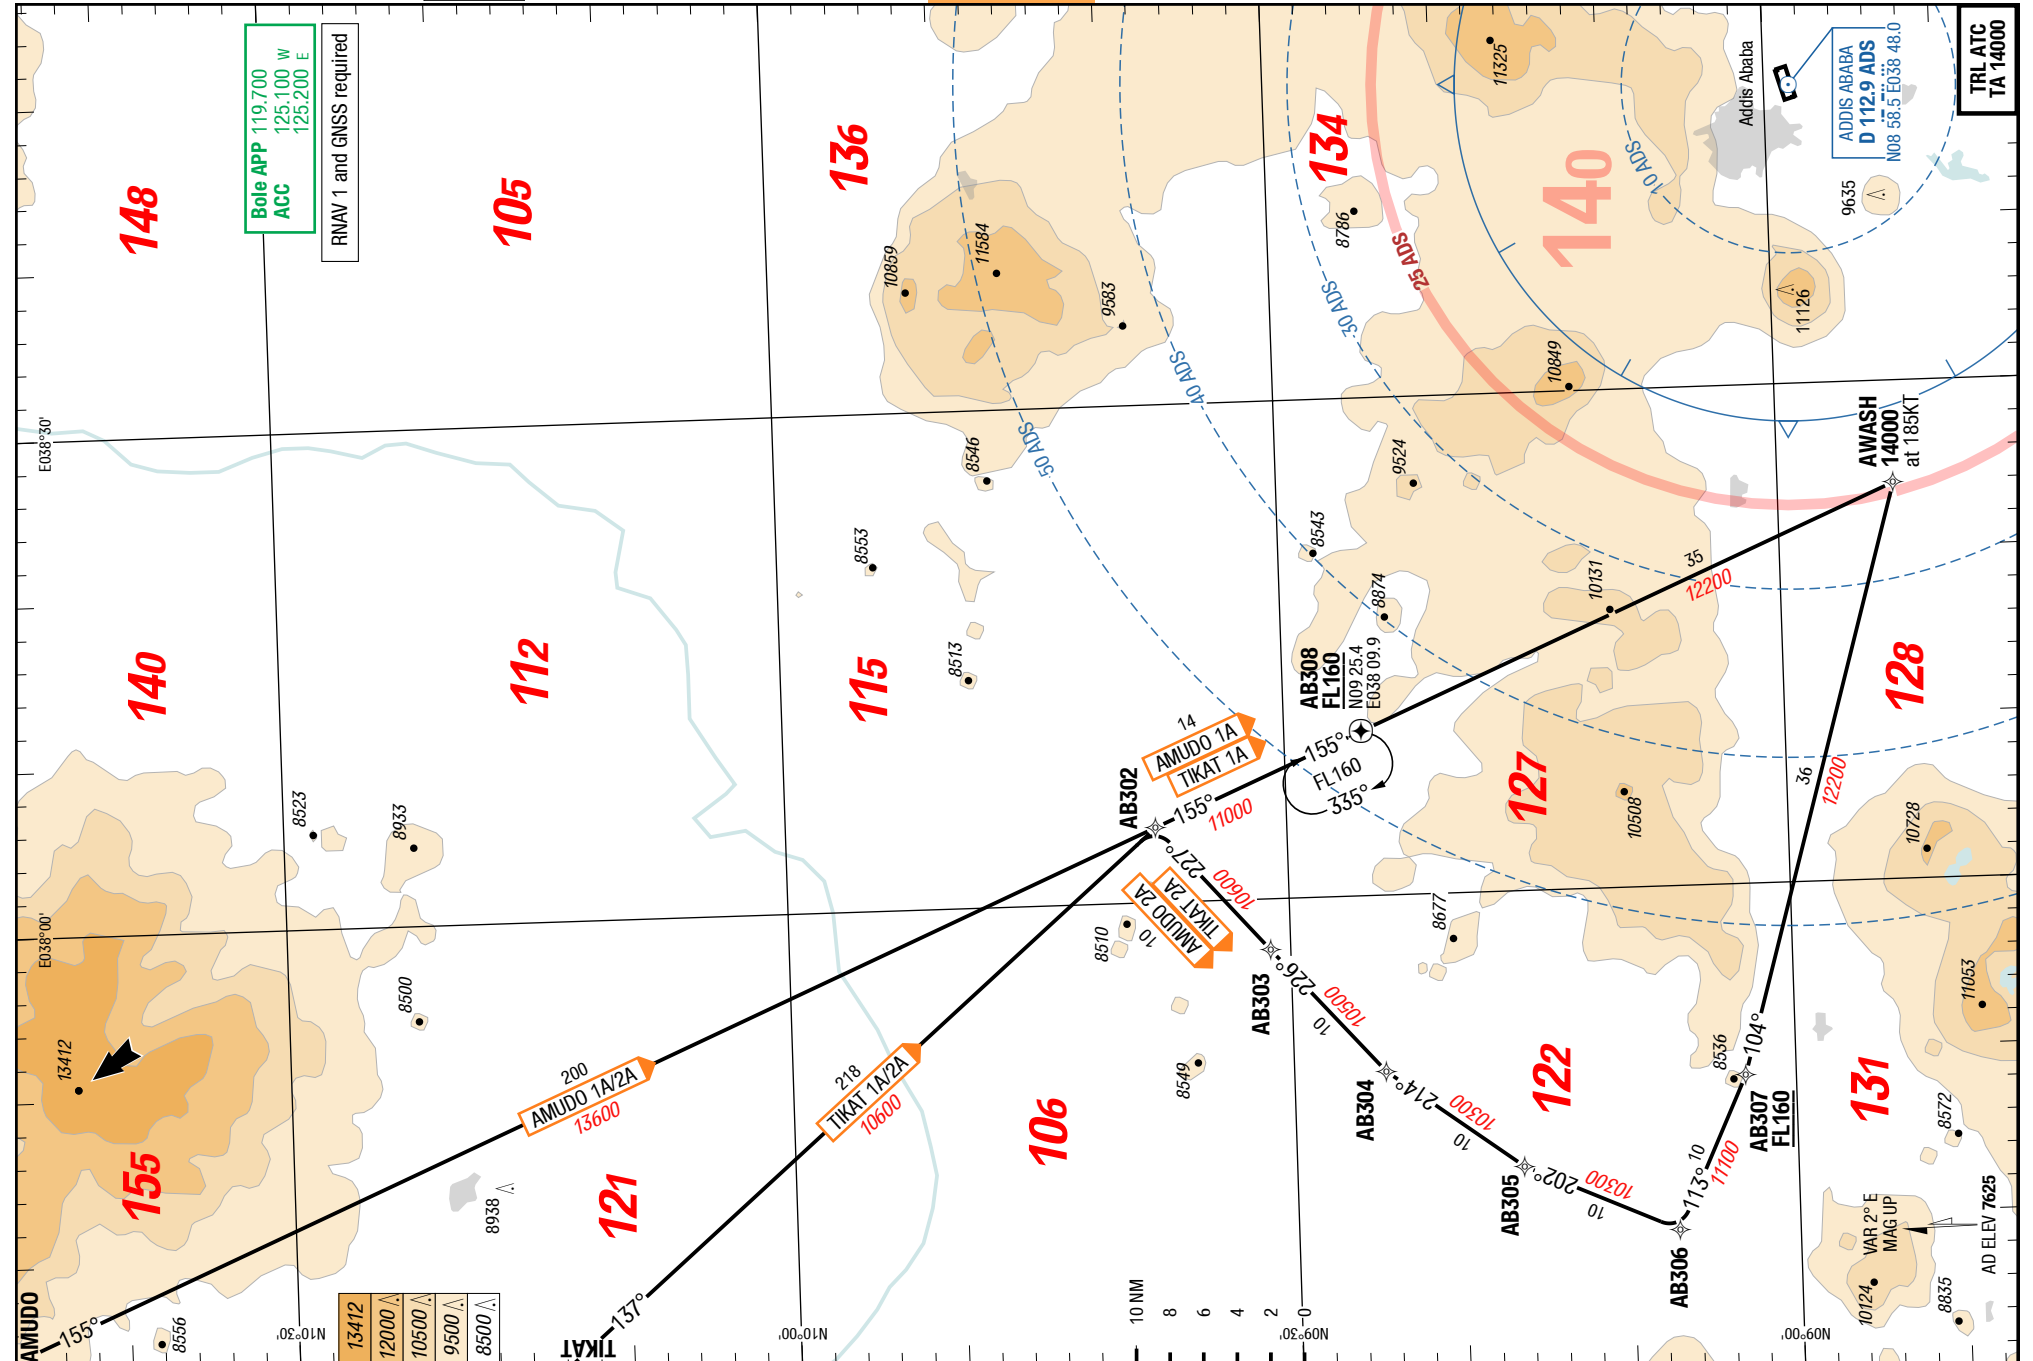 Bole APP 119.700
ACC 125.100 W
125.200 E
RNAV 1 and GNSS required
TRL ATC
TA 14000
ADDIS ABABA
D 112.9 ADS
N08 58.5 E038 48.0
Addis Ababa
148
105
136
134
140
140
112
115
127
128
155
121
106
122
131
11325
9635
11126
8786
10849
11584
10859
9583
9524
8546
8553
8543
8874
8513
10131
10508
10728
11053
8677
8510
8549
8536
8572
8835
10124
8523
8933
8500
13412
8938
8556
10 ADS
25 ADS
30 ADS
40 ADS
50 ADS
E038°30'
E038°00'
N10°30'
N10°00'
N09°30'
N09°00'
AWASH
14000
at 185KT
35
12200
36
12200
AB308
FL160
N09 25.4
E038 09.9
155°
FL160
335°
14
AMUDO 1A
TIKAT 1A
155°
11000
AB302
227°
10600
AMUDO 2A
TIKAT 2A
10
AB303
226°
10500
10
AB304
214°
10300
10
AB305
202°
10300
10
AB306
113°
10
11100
AB307
FL160
104°
200
AMUDO 1A/2A
13600
218
TIKAT 1A/2A
10600
AMUDO
155°
TIKAT
137°
13412
12000
10500
9500
8500
10 NM
8
6
4
2
0
VAR 2° E
MAG UP
AD ELEV 7625